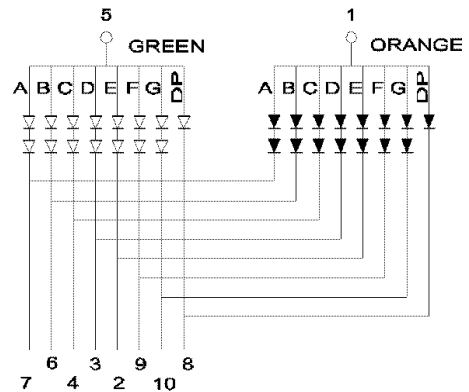 5 1
GREEN ORANGE
A B C D E F G DP A B C D E F G DP
6 4 3 2 9 10 8
7